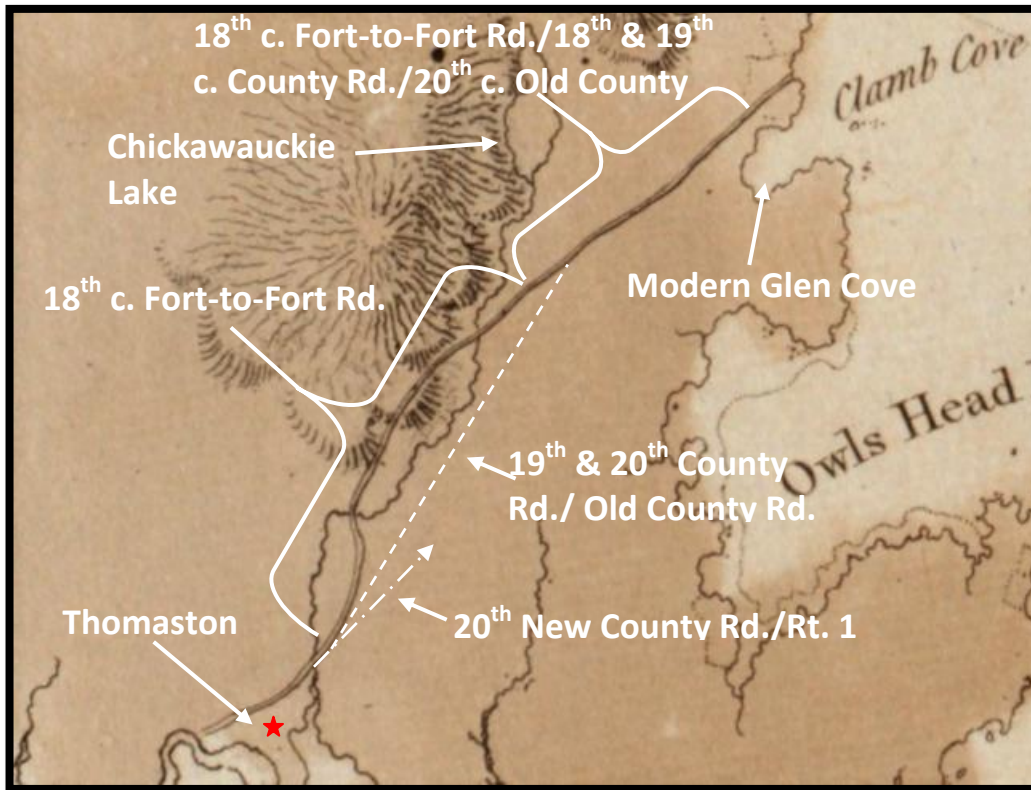 18th c. Fort-to-Fort Rd./18th & 19th
c. County Rd./20th c. Old County
Clamb Cove
Chickawauckie
Lake
Modern Glen Cove
18th c. Fort-to-Fort Rd.
Owls Head
19th & 20th County
Rd./ Old County Rd.
Thomaston
20th New County Rd./Rt. 1